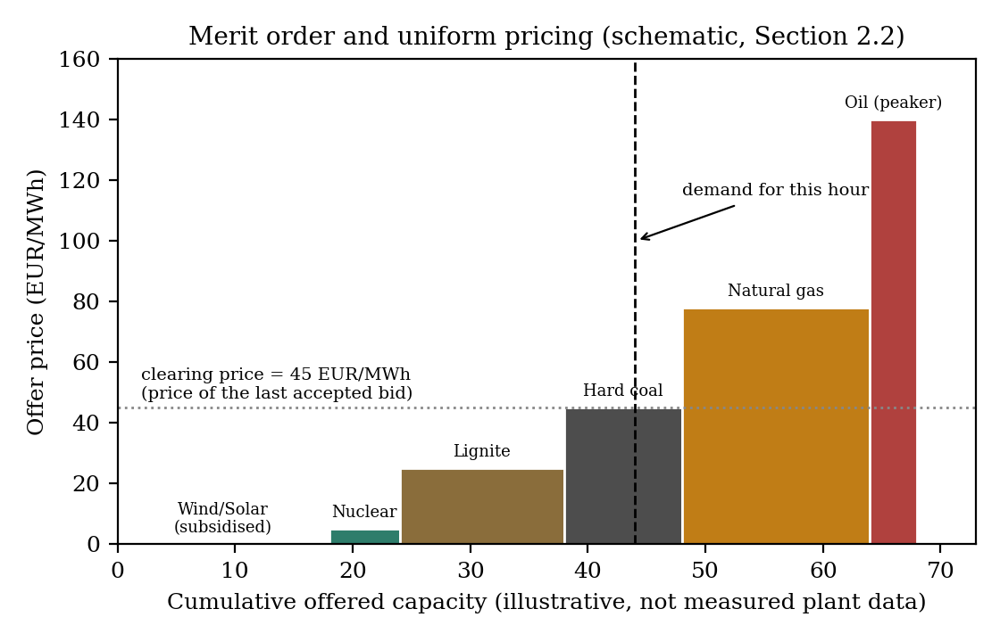 Merit order and uniform pricing (schematic, Section 2.2)
Offer price (EUR/MWh)
160
140
120
100
80
60
40
20
0
Oil (peaker)
demand for this hour
Natural gas
clearing price = 45 EUR/MWh
(price of the last accepted bid)
Hard coal
Lignite
Wind/Solar
(subsidised)
Nuclear
0 10 20 30 40 50 60 70
Cumulative offered capacity (illustrative, not measured plant data)